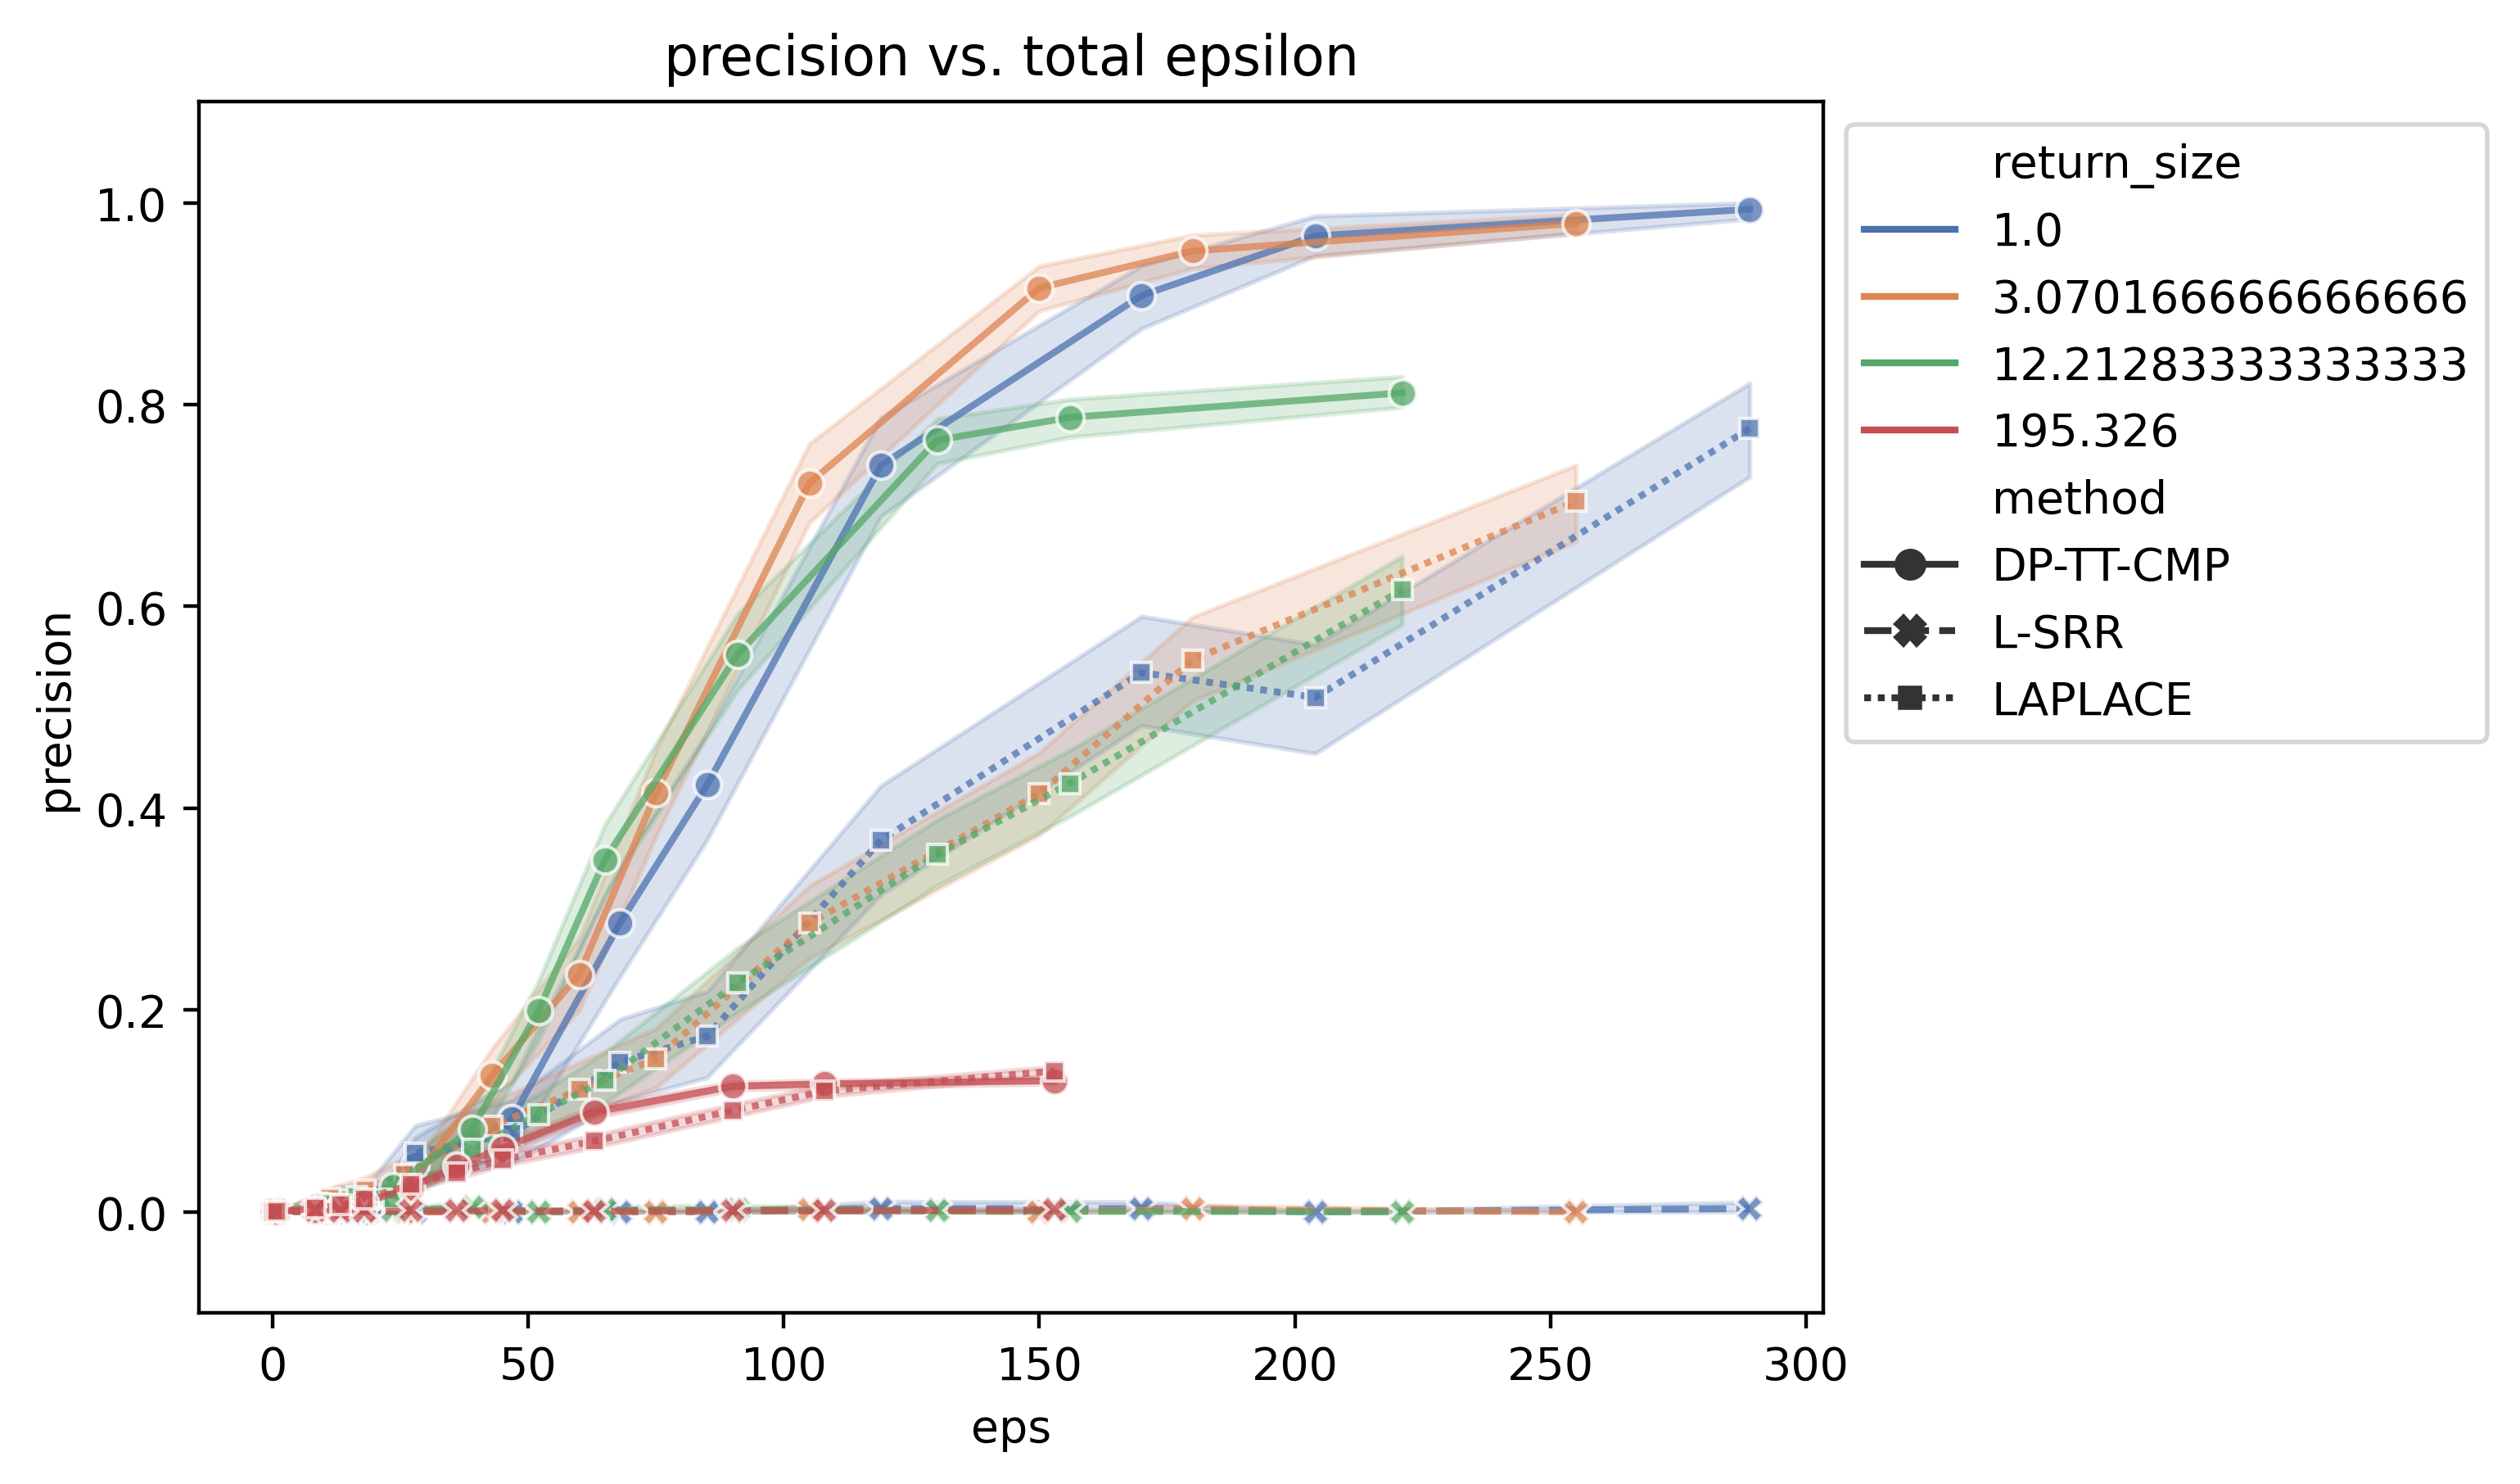 precision vs. total epsilon
precision
1.0
0.8
0.6
0.4
0.2
0.0
0 50 100 150 200 250 300
eps
return_size
1.0
3.0701666666666666
12.212833333333333
195.326
method
DP-TT-CMP
L-SRR
LAPLACE